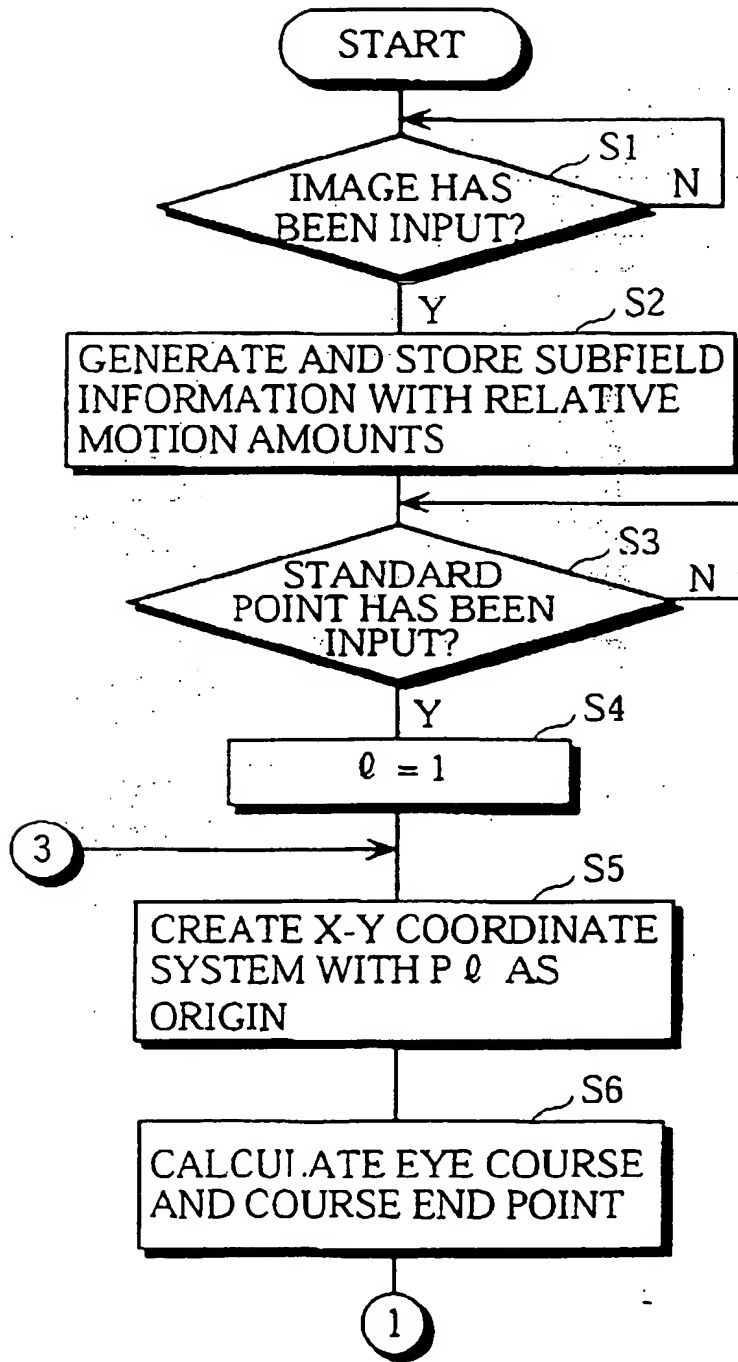 START
S1
IMAGE HAS
BEEN INPUT?
N
Y
S2
GENERATE AND STORE SUBFIELD
INFORMATION WITH RELATIVE
MOTION AMOUNTS
S3
STANDARD
POINT HAS BEEN
INPUT?
N
Y
S4
ℓ = 1
3
S5
CREATE X-Y COORDINATE
SYSTEM WITH P ℓ AS
ORIGIN
S6
CALCULATE EYE COURSE
AND COURSE END POINT
1